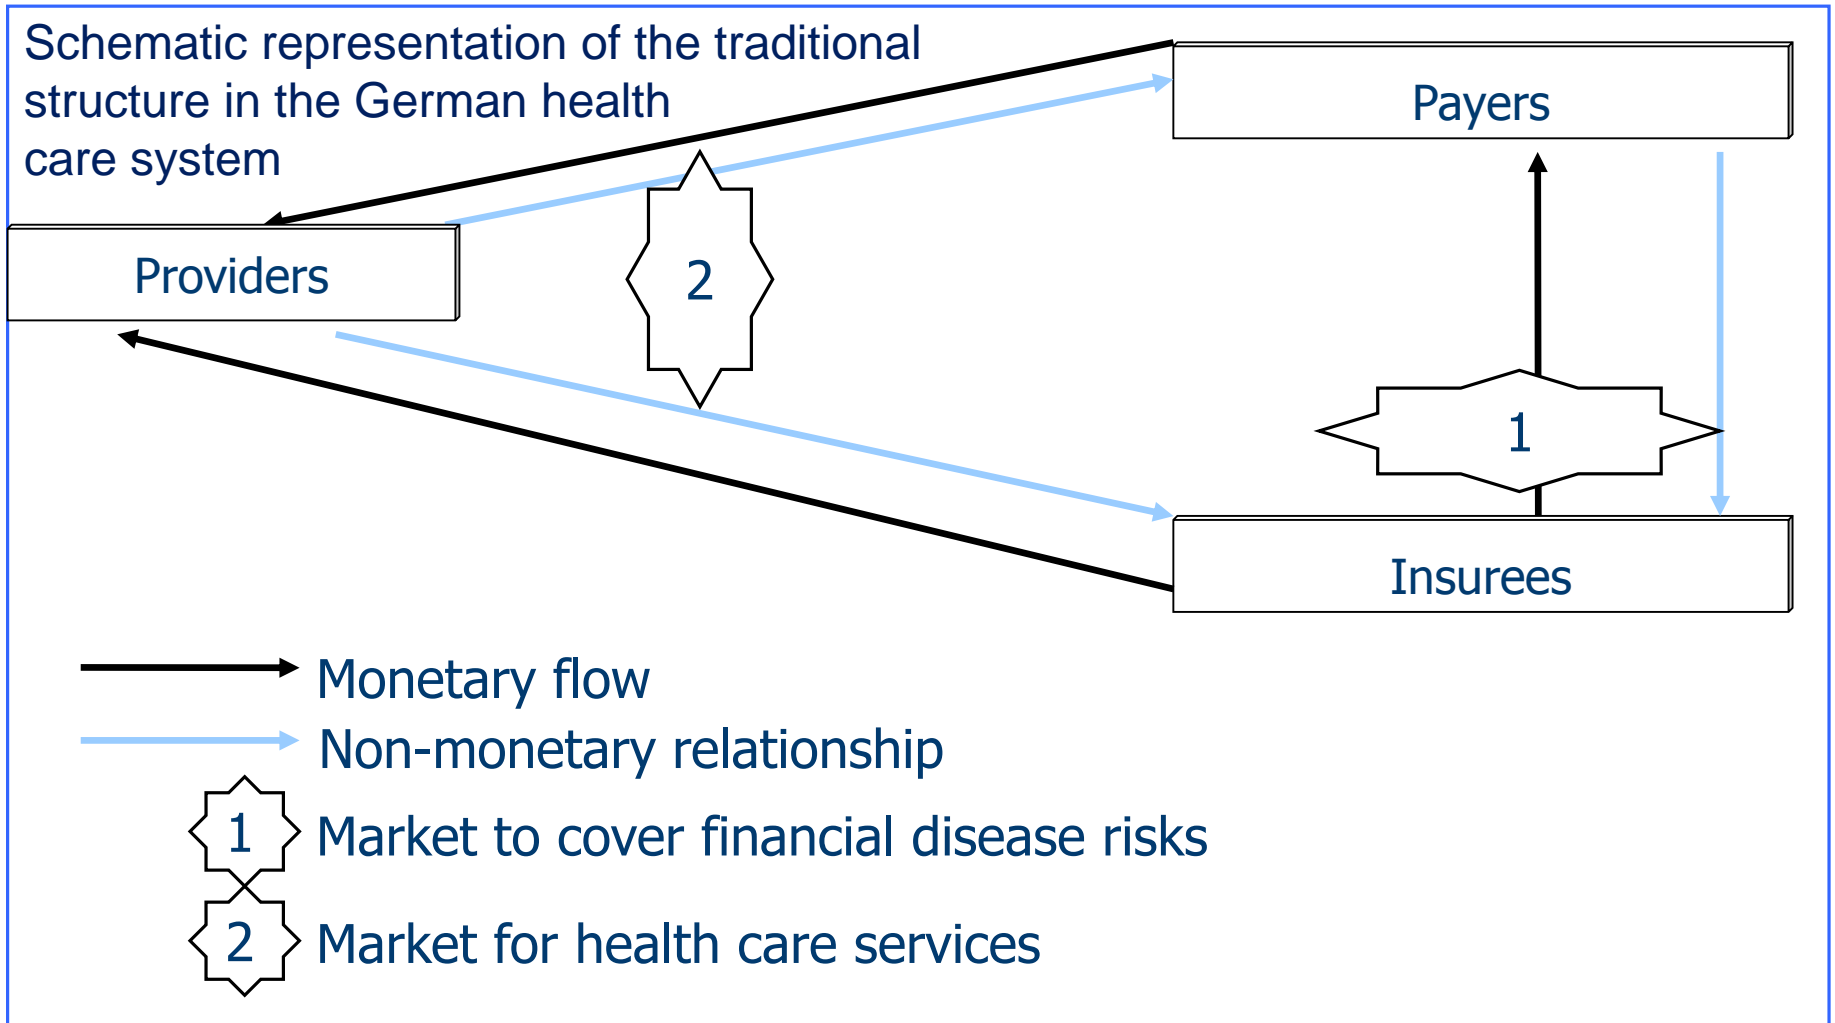 Schematic representation of the traditional
structure in the German health
care system
Payers
Providers
2
1
Insurees
Monetary flow
Non-monetary relationship
1 Market to cover financial disease risks
2 Market for health care services